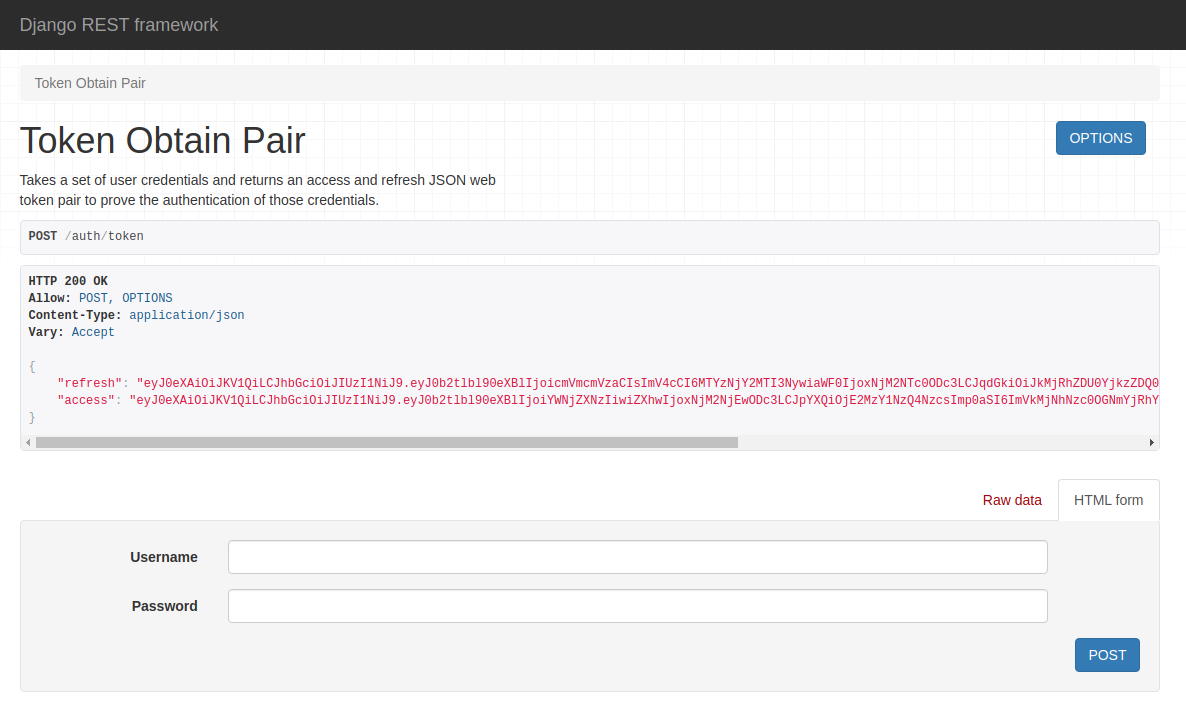 Django REST framework
Token Obtain Pair
Token Obtain Pair
OPTIONS
Takes a set of user credentials and returns an access and refresh JSON web
token pair to prove the authentication of those credentials.
POST /auth/token
HTTP 200 OK
Allow: POST, OPTIONS
Content-Type: application/json
Vary: Accept
{
"refresh": "eyJ0eXAiOiJKV1QiLCJhbGciOiJIUzI1NiJ9.eyJ0b2tlbl90eXBlIjoicmVmcmVzaCIsImV4cCI6MTYzNjY2MTI3NywiaWF0IjoxNjM2NTc0ODc3LCJqdGkiOiJkMjRhZDU0YjkzZDQ0
"access": "eyJ0eXAiOiJKV1QiLCJhbGciOiJIUzI1NiJ9.eyJ0b2tlbl90eXBlIjoiYWNjZXNzIiwiZXhwIjoxNjM2NjEwODc3LCJpYXQiOjE2MzY1NzQ4NzcsImp0aSI6ImVkMjNhNzc0OGNmYjRhY
}
Raw data
HTML form
Username
Password
POST